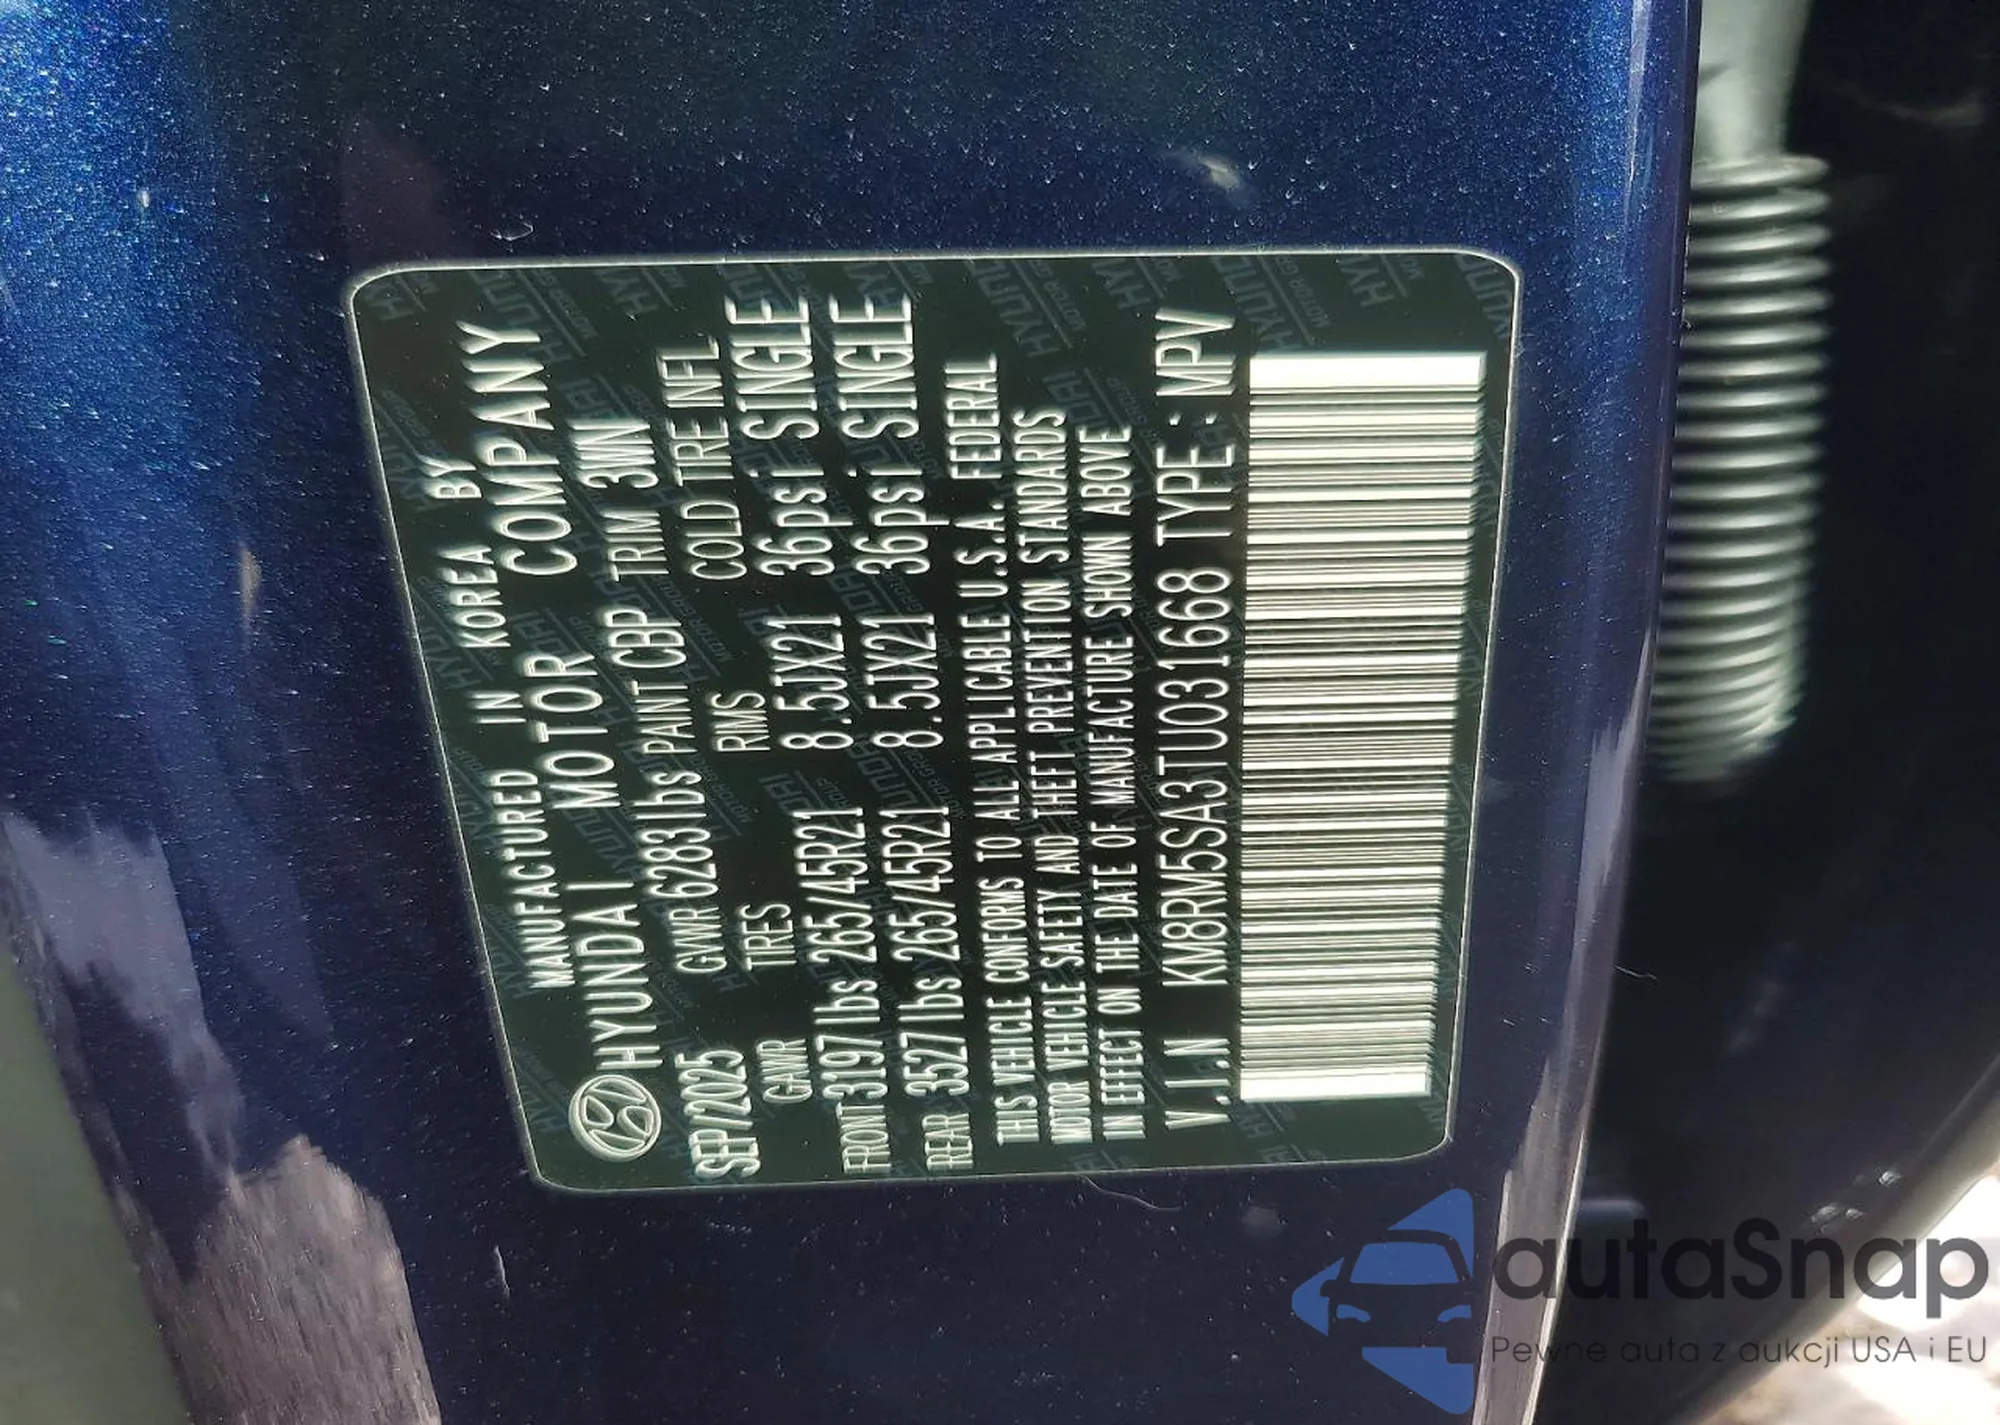 MANUFACTURED IN KOREA BY
HYUNDAI MOTOR COMPANY
SEP/2025 GVWR 6283lbs PAINT CBP TRIM 3WN
GAWR TIRES RIMS COLD TIRE INFL
FRONT 3197lbs 265/45R21 8.5JX21 36psi SINGLE
REAR 3527lbs 265/45R21 8.5JX21 36psi SINGLE
THIS VEHICLE CONFORMS TO ALL APPLICABLE U.S.A. FEDERAL
MOTOR VEHICLE SAFETY AND THEFT PREVENTION STANDARDS
IN EFFECT ON THE DATE OF MANUFACTURE SHOWN ABOVE
V.I.N KM8RM5SA3TU031668 TYPE: MPV
autaSnap
Pewne auta z aukcji USA i EU